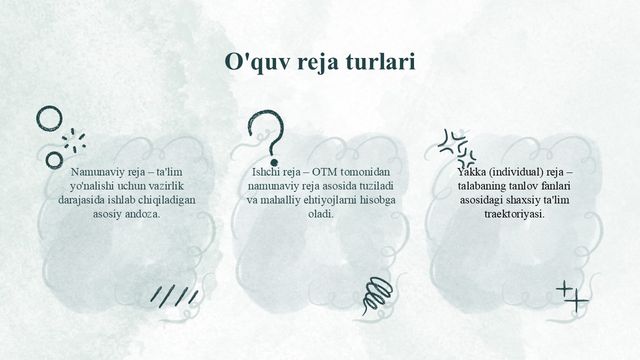 O'quv reja turlari
Namunaviy reja – ta'lim
yo'nalishi uchun vazirlik
darajasida ishlab chiqiladigan
asosiy andoza.
Ishchi reja – OTM tomonidan
namunaviy reja asosida tuziladi
va mahalliy ehtiyojlarni hisobga
oladi.
Yakka (individual) reja –
talabaning tanlov fanlari
asosidagi shaxsiy ta'lim
traektoriyasi.